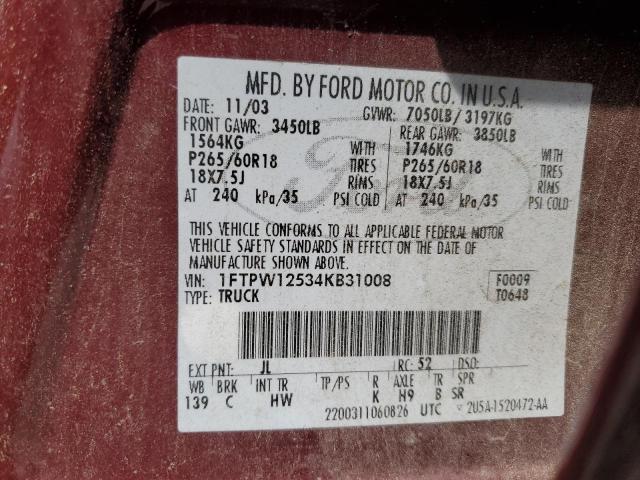 MFD. BY FORD MOTOR CO. IN U.S.A.
DATE: 11/03 GVWR: 7050LB/ 3197KG
FRONT GAWR: 3450LB REAR GAWR: 3850LB
1564KG WITH 1746KG WITH
P265/60R18 TIRES P265/60R18 TIRES
18X7.5J RIMS 18X7.5J RIMS
AT 240 kPa/35 PSI COLD AT 240 kPa/35 PSI COLD
Ford
THIS VEHICLE CONFORMS TO ALL APPLICABLE FEDERAL MOTOR
VEHICLE SAFETY STANDARDS IN EFFECT ON THE DATE OF
MANUFACTURE SHOWN ABOVE.
VIN: 1FTPW12534KB31008 F0009
TYPE: TRUCK T0648
EXT PNT: JL RC: 52 DSO:
WB BRK INT TR TP/PS R AXLE TR SPR
139 C HW K H9 B SR
2200311060826 UTC 2U5A-1520472-AA